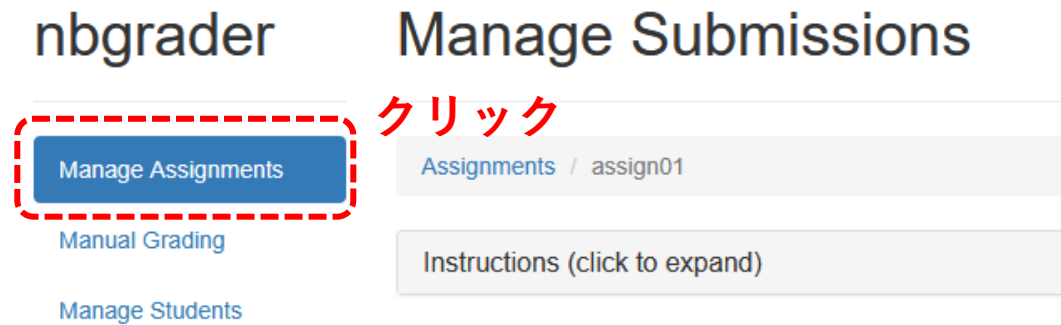 nbgrader
Manage Submissions
クリック
Manage Assignments
Assignments / assign01
Manual Grading
Instructions (click to expand)
Manage Students